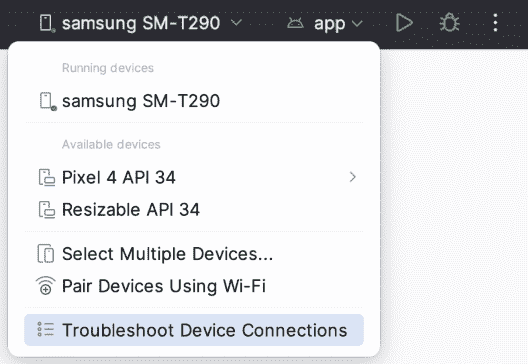 samsung SM-T290 app
Running devices
samsung SM-T290
Available devices
Pixel 4 API 34
Resizable API 34
Select Multiple Devices...
Pair Devices Using Wi-Fi
Troubleshoot Device Connections